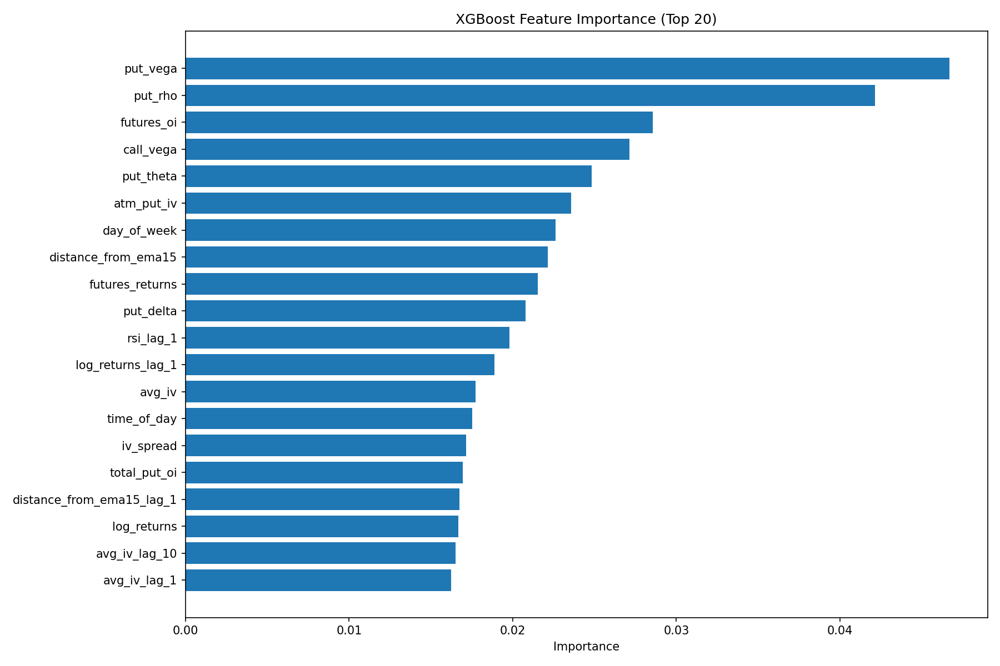 XGBoost Feature Importance (Top 20)
put_vega
put_rho
futures_oi
call_vega
put_theta
atm_put_iv
day_of_week
distance_from_ema15
futures_returns
put_delta
rsi_lag_1
log_returns_lag_1
avg_iv
time_of_day
iv_spread
total_put_oi
distance_from_ema15_lag_1
log_returns
avg_iv_lag_10
avg_iv_lag_1
0.00 0.01 0.02 0.03 0.04
Importance